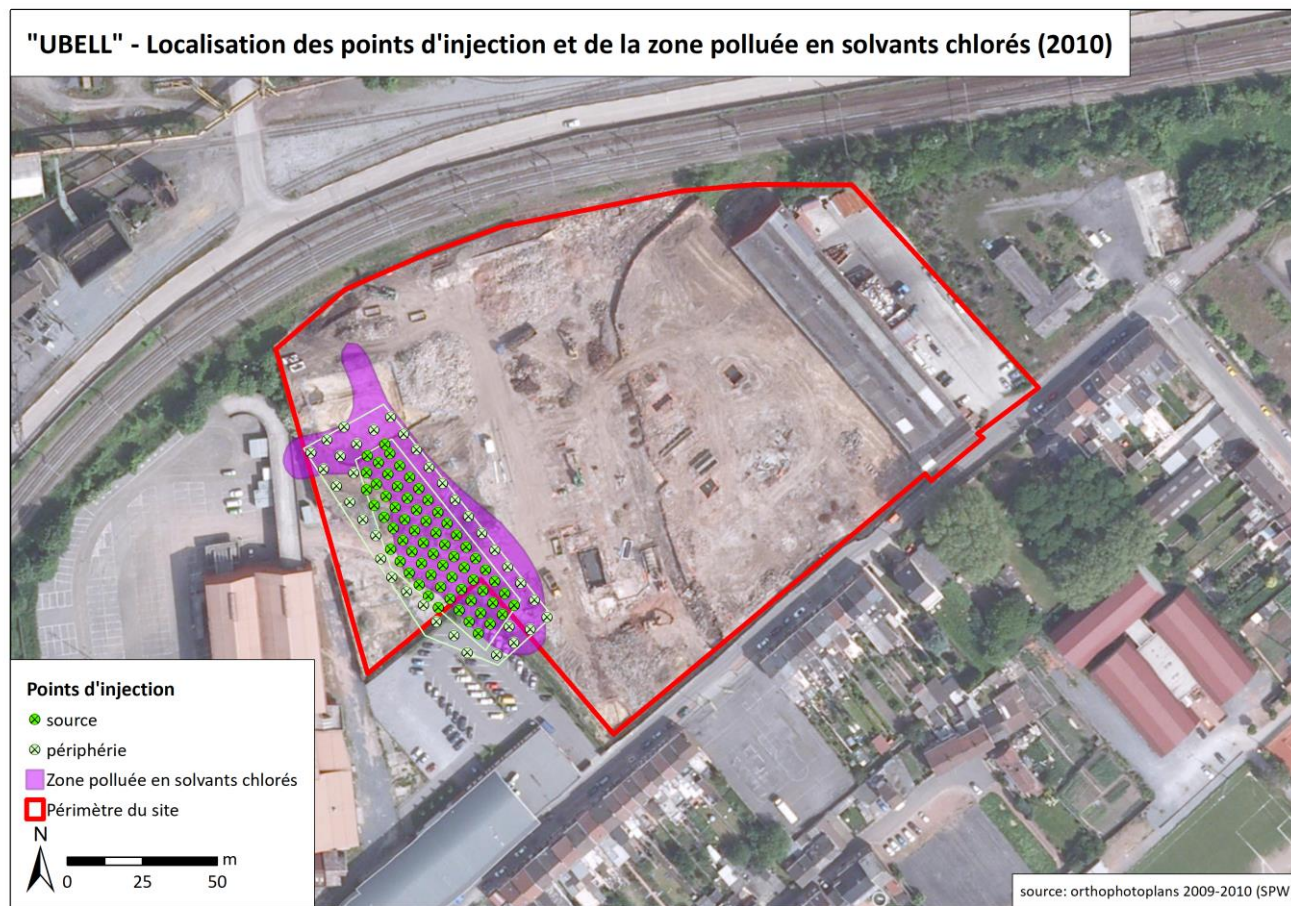 "UBELL" - Localisation des points d'injection et de la zone polluée en solvants chlorés (2010)
Points d'injection
source
périphérie
Zone polluée en solvants chlorés
Périmètre du site
N
m
0 25 50
source: orthophotoplans 2009-2010 (SPW